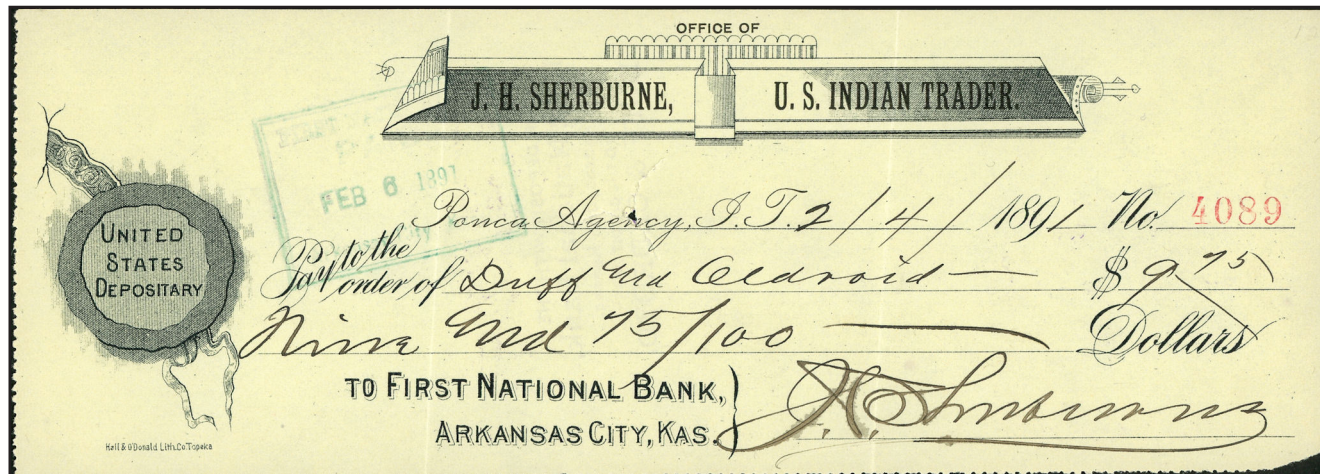 OFFICE OF
J. H. SHERBURNE, U. S. INDIAN TRADER.
FEB 6 1891
Ponca Agency, I. T. 2/4/1891 No. 4089
UNITED STATES DEPOSITARY
Pay to the order of Duff And Oldroid $ 9 75
Nine And 75/100 Dollars
TO FIRST NATIONAL BANK,
ARKANSAS CITY, KAS.
J. H. Sherburne
Hall & O'Donald Lith. Co. Topeka